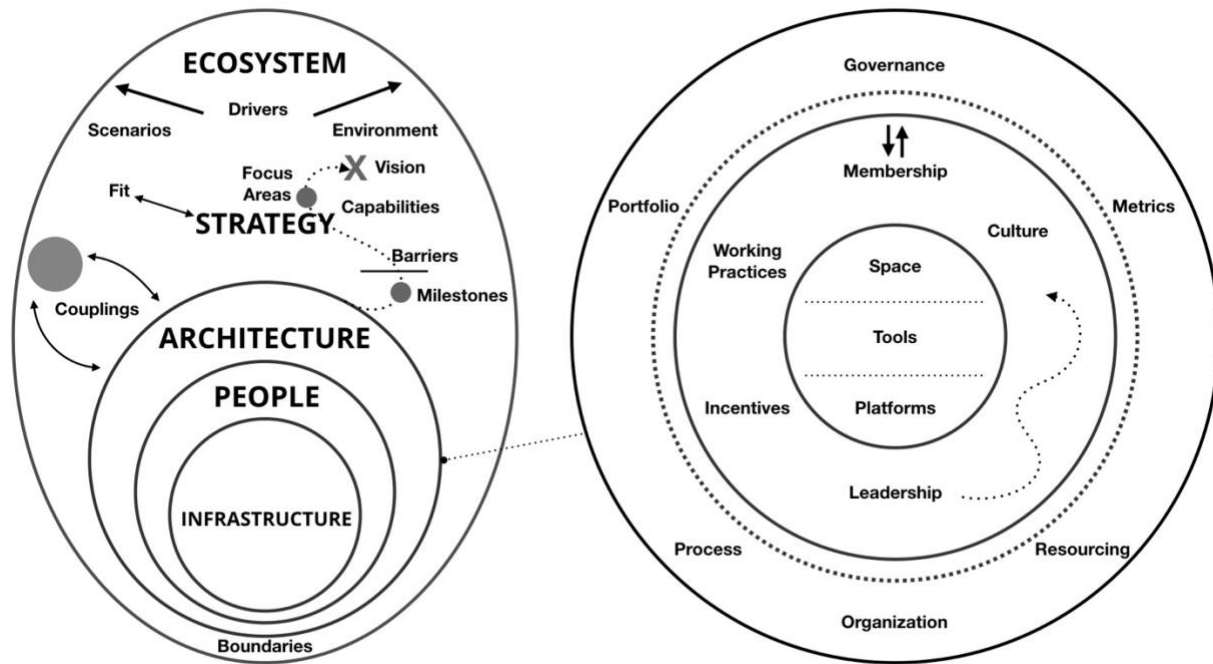 ECOSYSTEM
Drivers
Scenarios
Environment
Focus
Areas
X Vision
Fit
Capabilities
STRATEGY
Barriers
Couplings
Milestones
ARCHITECTURE
PEOPLE
INFRASTRUCTURE
Boundaries
Governance
Membership
Portfolio
Metrics
Culture
Working
Practices
Space
Tools
Incentives
Platforms
Leadership
Process
Resourcing
Organization